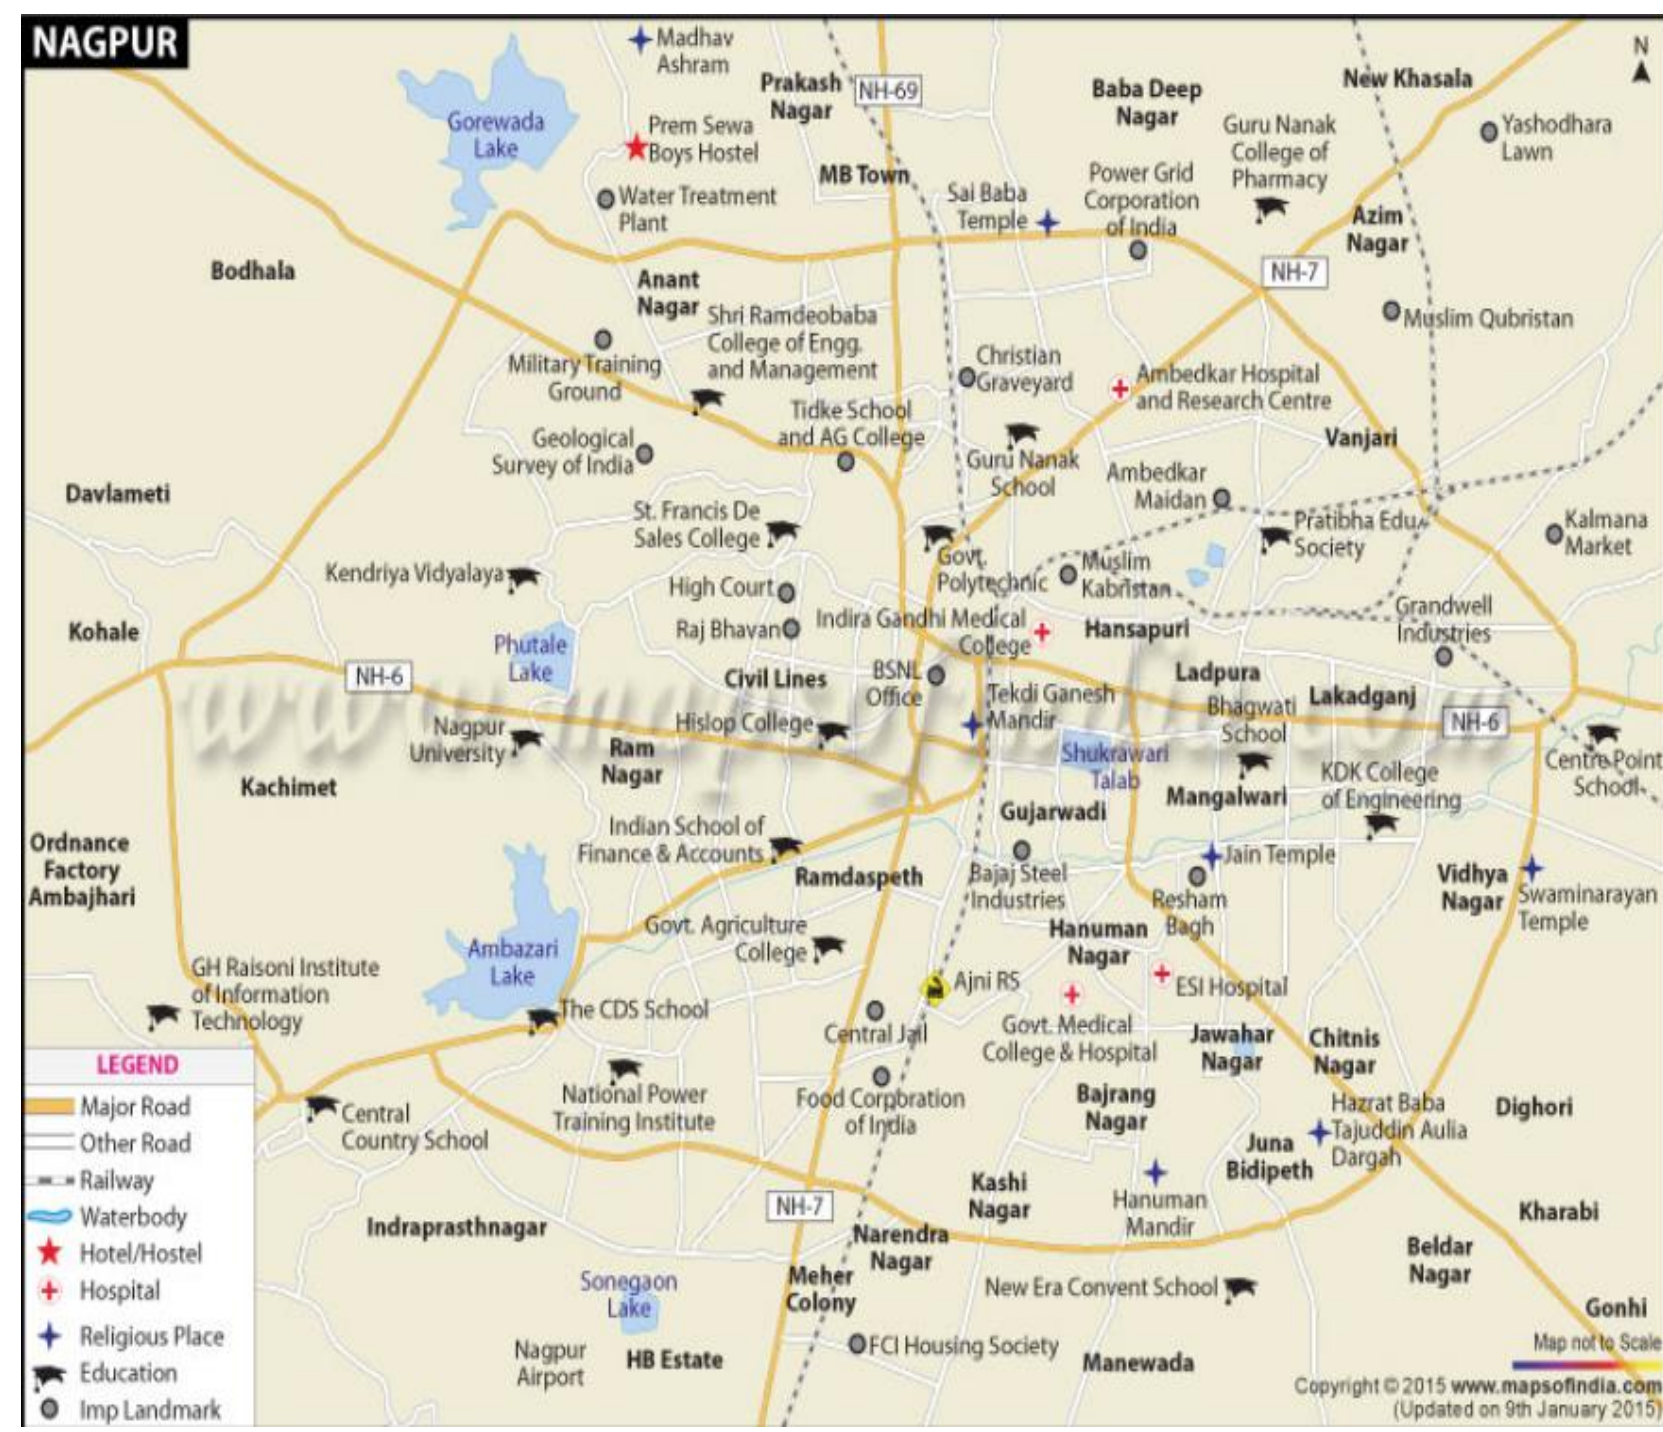 NAGPUR
Madhav
Ashram
Prakash
Nagar
NH-69
Baba Deep
Nagar
New Khasala
N
Gorewada
Lake
Prem Sewa
Boys Hostel
Guru Nanak
College of
Pharmacy
Yashodhara
Lawn
MB Town
Water Treatment
Plant
Sai Baba
Temple
Power Grid
Corporation
of India
Azim
Nagar
Bodhala
NH-7
Anant
Nagar
Shri Ramdeobaba
College of Engg.
and Management
Muslim Qubristan
Military Training
Ground
Christian
Graveyard
Ambedkar Hospital
and Research Centre
Tidke School
and AG College
Geological
Survey of India
Guru Nanak
School
Vanjari
Ambedkar
Maidan
Davlameti
St. Francis De
Sales College
Pratibha Edu.
Society
Kalmana
Market
Kendriya Vidyalaya
Govt.
Polytechnic
Muslim
Kabristan
High Court
Raj Bhavan
Indira Gandhi Medical
College
Grandwell
Industries
Kohale
Hansapuri
Phutale
Lake
NH-6
Civil Lines
BSNL
Office
Ladpura
Lakadganj
www.mapsofindia.com
Tekdi Ganesh
Mandir
Bhagwati
School
NH-6
Nagpur
University
Hislop College
Ram
Nagar
Shukrawari
Talab
Centre Point
School
Kachimet
KDK College
of Engineering
Mangalwari
Gujarwadi
Indian School of
Finance & Accounts
Ordnance
Factory
Ambajhari
Ramdaspeth
Bajaj Steel
Industries
Jain Temple
Resham
Bagh
Vidhya
Nagar
Swaminarayan
Temple
Govt. Agriculture
College
Hanuman
Nagar
Ambazari
Lake
GH Raisoni Institute
of Information
Technology
Ajni RS
ESI Hospital
The CDS School
Central Jail
Govt. Medical
College & Hospital
Jawahar
Nagar
Chitnis
Nagar
National Power
Training Institute
Food Corporation
of India
Bajrang
Nagar
Hazrat Baba
Tajuddin Aulia
Dargah
Dighori
Central
Country School
Juna
Bidipeth
Kashi
Nagar
Hanuman
Mandir
NH-7
Kharabi
Indraprasthnagar
Narendra
Nagar
Beldar
Nagar
Meher
Colony
New Era Convent School
Sonegaon
Lake
Gonhi
Nagpur
Airport
HB Estate
FCI Housing Society
Manewada
LEGEND
Major Road
Other Road
Railway
Waterbody
Hotel/Hostel
Hospital
Religious Place
Education
Imp Landmark
Map not to Scale
Copyright © 2015 www.mapsofindia.com
(Updated on 9th January 2015)